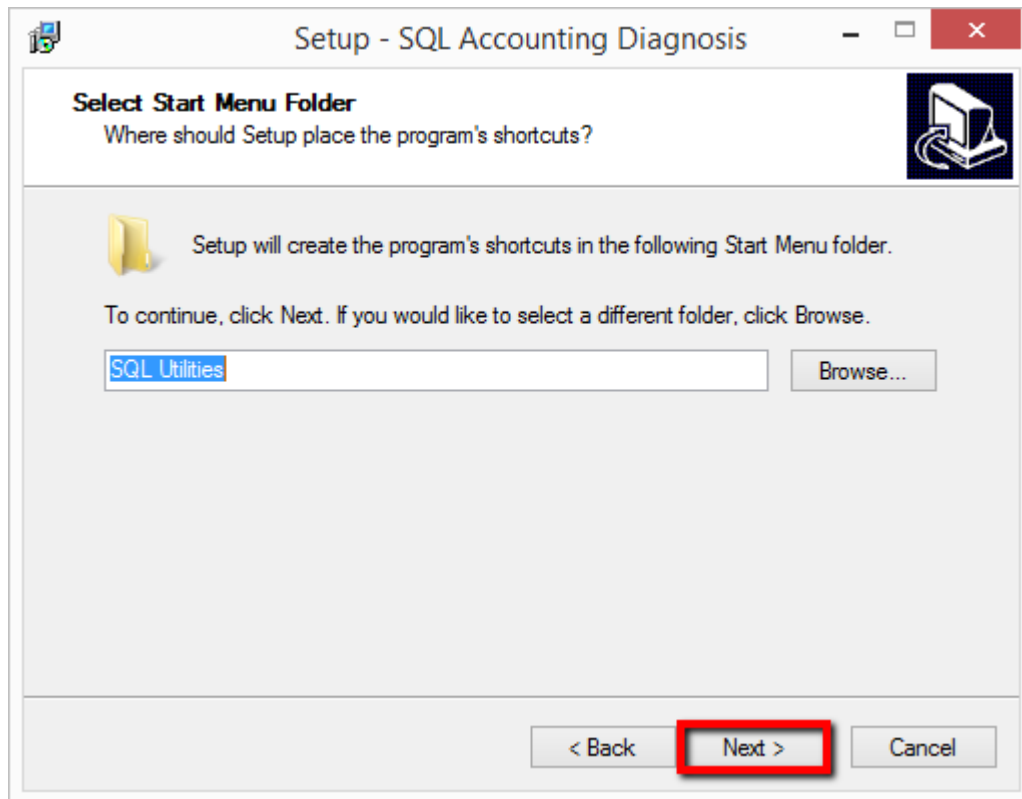 Setup - SQL Accounting Diagnosis
Select Start Menu Folder
Where should Setup place the program's shortcuts?
Setup will create the program's shortcuts in the following Start Menu folder.
To continue, click Next. If you would like to select a different folder, click Browse.
SQL Utilities
Browse...
< Back
Next >
Cancel